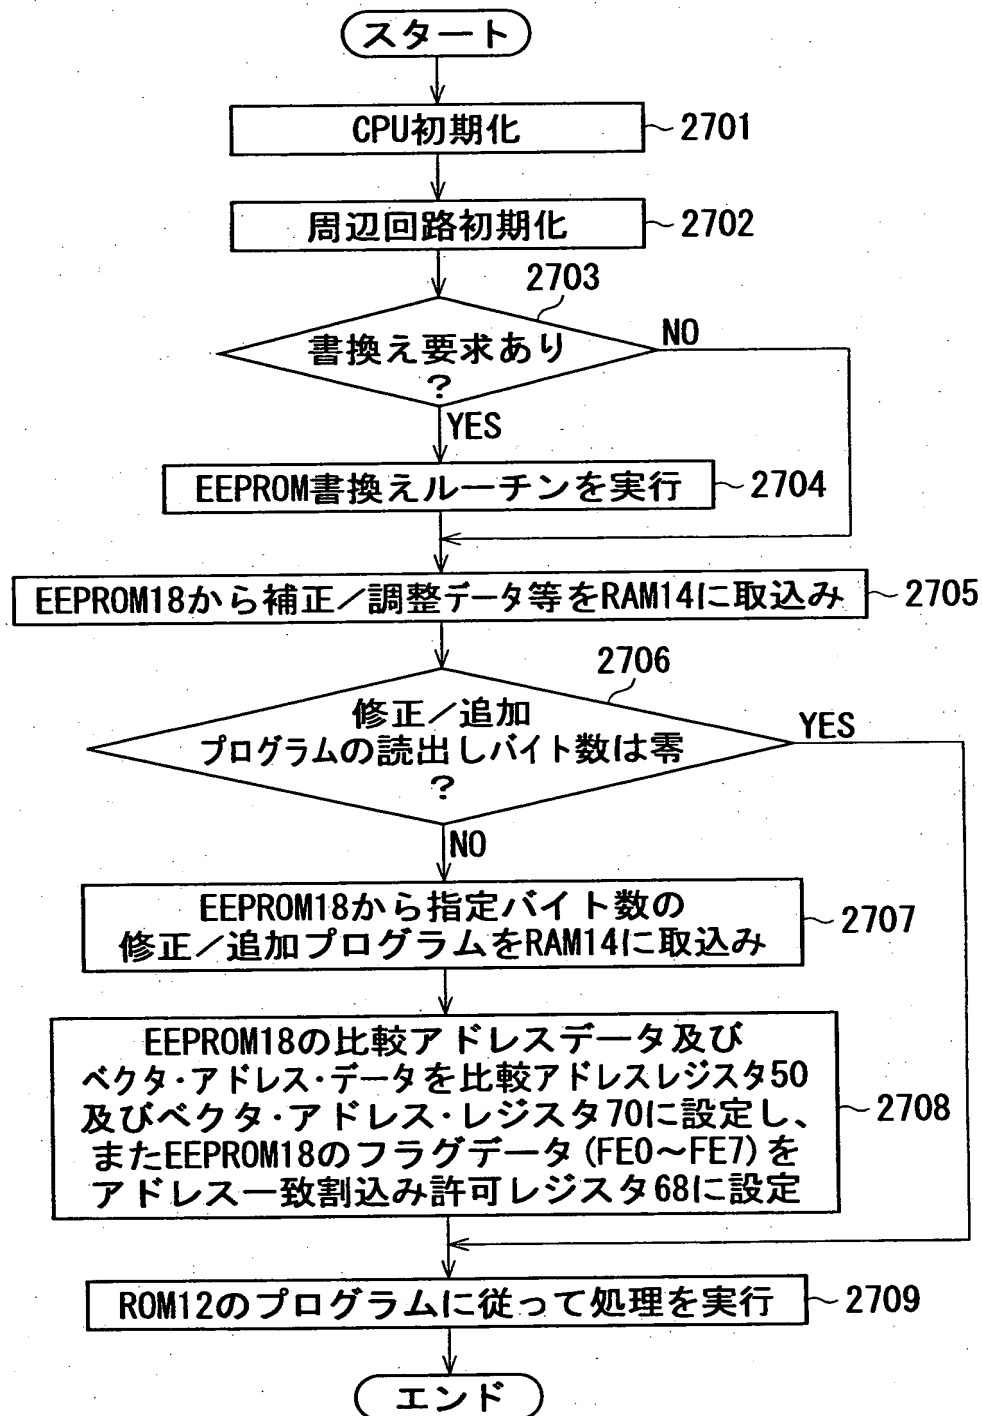 スタート
CPU初期化
2701
周辺回路初期化
2702
2703
書換え要求あり
?
NO
YES
EEPROM書換えルーチンを実行
2704
EEPROM18から補正/調整データ等をRAM14に取込み
2705
2706
修正/追加
プログラムの読出しバイト数は零
?
YES
NO
EEPROM18から指定バイト数の
修正/追加プログラムをRAM14に取込み
2707
EEPROM18の比較アドレスデータ及び
ベクタ・アドレス・データを比較アドレスレジスタ50
及びベクタ・アドレス・レジスタ70に設定し、
またEEPROM18のフラグデータ(FE0～FE7)を
アドレス一致割込み許可レジスタ68に設定
2708
ROM12のプログラムに従って処理を実行
2709
エンド